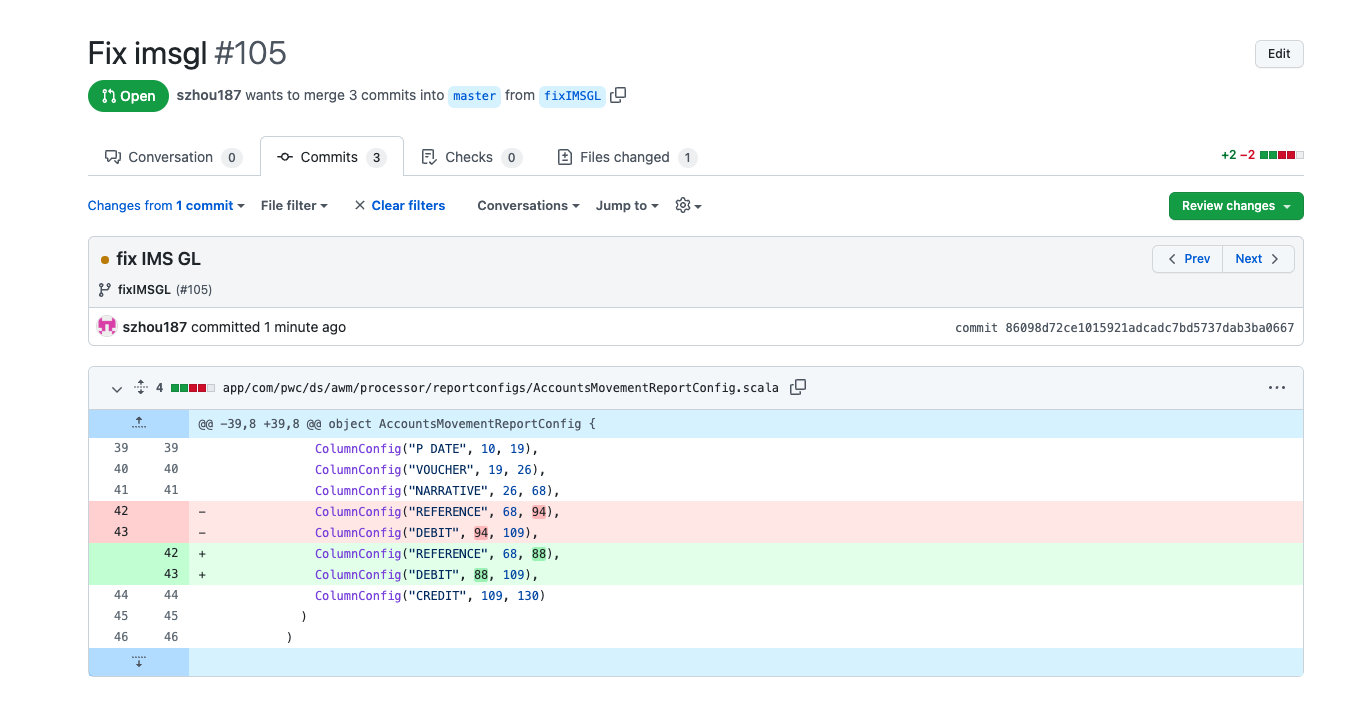 Fix imsgl #105
Edit
Open szhou187 wants to merge 3 commits into master from fixIMSGL
Conversation 0 Commits 3 Checks 0 Files changed 1 +2 −2
Changes from 1 commit File filter Clear filters Conversations Jump to Review changes
fix IMS GL Prev Next
fixIMSGL (#105)
szhou187 committed 1 minute ago commit 86098d72ce1015921adcadc7bd5737dab3ba0667
4 app/com/pwc/ds/awm/processor/reportconfigs/AccountsMovementReportConfig.scala
@@ -39,8 +39,8 @@ object AccountsMovementReportConfig {
39 39 ColumnConfig("P DATE", 10, 19),
40 40 ColumnConfig("VOUCHER", 19, 26),
41 41 ColumnConfig("NARRATIVE", 26, 68),
42 - ColumnConfig("REFERENCE", 68, 94),
43 - ColumnConfig("DEBIT", 94, 109),
42 + ColumnConfig("REFERENCE", 68, 88),
43 + ColumnConfig("DEBIT", 88, 109),
44 44 ColumnConfig("CREDIT", 109, 130)
45 45 )
46 46 )